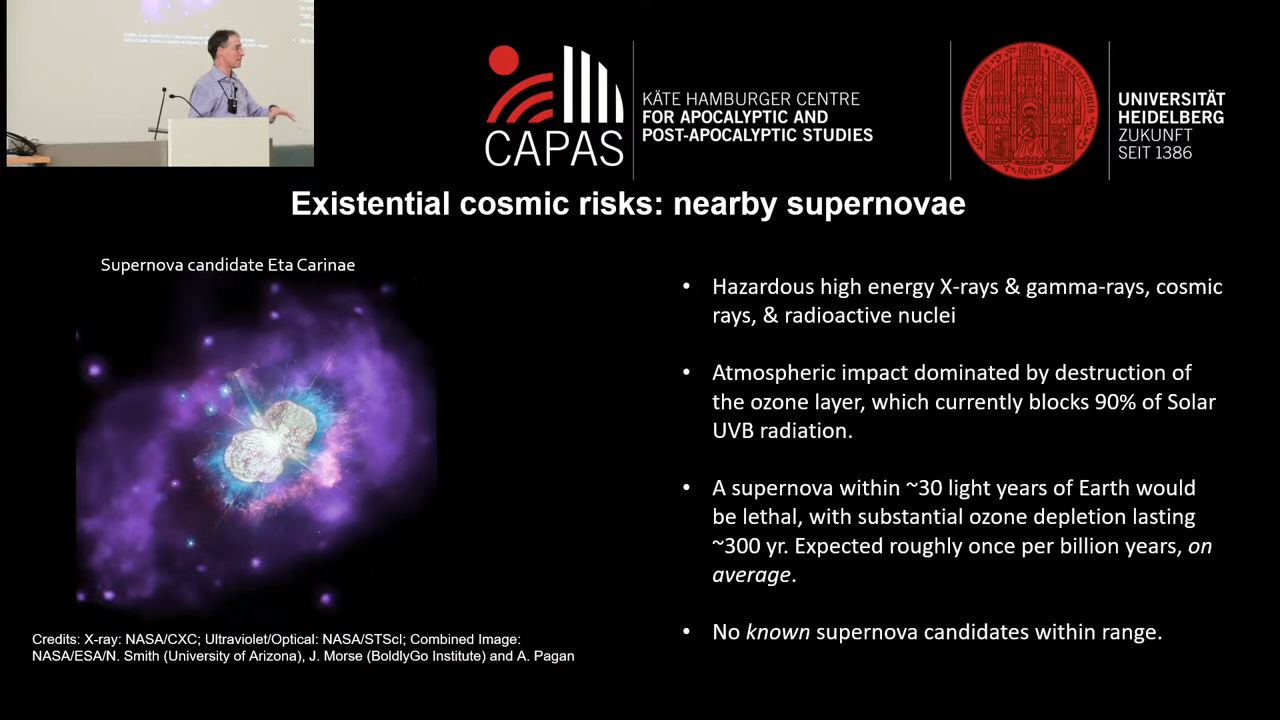 CAPAS
KÄTE HAMBURGER CENTRE
FOR APOCALYPTIC AND
POST-APOCALYPTIC STUDIES
UNIVERSITÄT
HEIDELBERG
ZUKUNFT
SEIT 1386
Existential cosmic risks: nearby supernovae
Supernova candidate Eta Carinae
• Hazardous high energy X-rays & gamma-rays, cosmic
rays, & radioactive nuclei
• Atmospheric impact dominated by destruction of
the ozone layer, which currently blocks 90% of Solar
UVB radiation.
• A supernova within ~30 light years of Earth would
be lethal, with substantial ozone depletion lasting
~300 yr. Expected roughly once per billion years, on
average.
• No known supernova candidates within range.
Credits: X-ray: NASA/CXC; Ultraviolet/Optical: NASA/STScI; Combined Image:
NASA/ESA/N. Smith (University of Arizona), J. Morse (BoldlyGo Institute) and A. Pagan